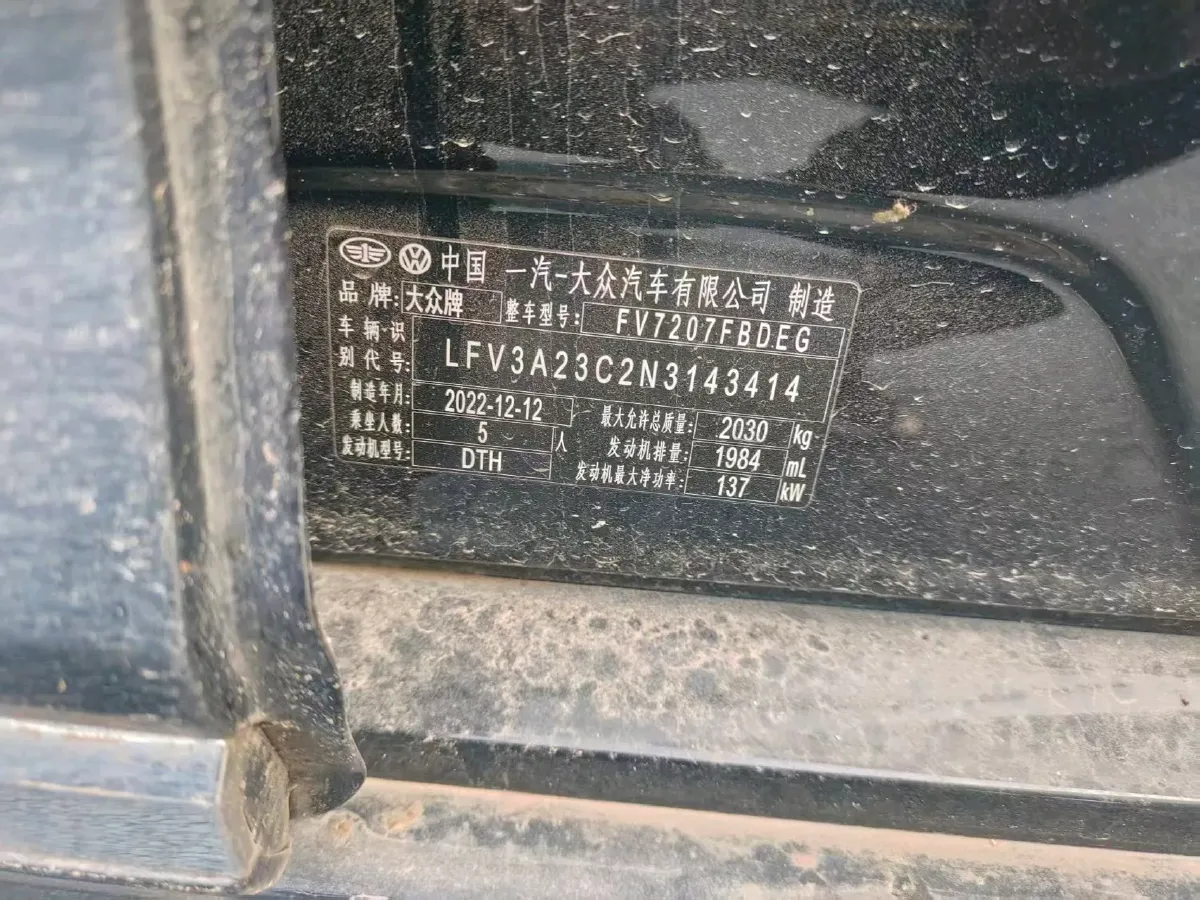 中国 一汽-大众汽车有限公司 制造
品牌: 大众牌 整车型号: FV7207FBDEG
车辆识别代号: LFV3A23C2N3143414
制造年月: 2022-12-12 最大允许总质量: 2030 kg
乘坐人数: 5 人 发动机排量: 1984 mL
发动机型号: DTH 发动机最大净功率: 137 kW